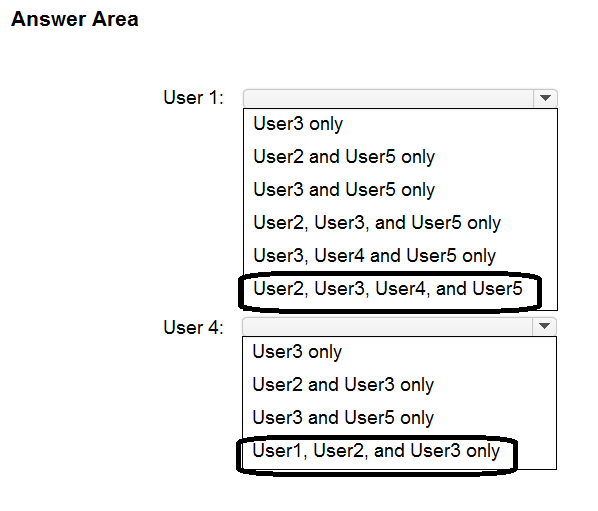 Answer Area
User 1:
User3 only
User2 and User5 only
User3 and User5 only
User2, User3, and User5 only
User3, User4 and User5 only
User2, User3, User4, and User5
User 4:
User3 only
User2 and User3 only
User3 and User5 only
User1, User2, and User3 only